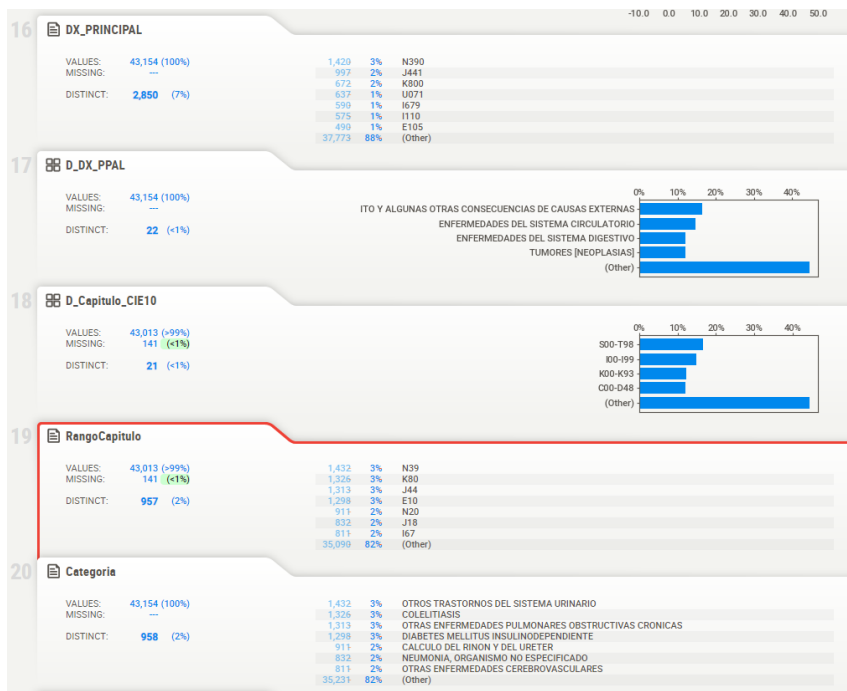 -10.0 0.0 10.0 20.0 30.0 40.0 50.0
16 DX_PRINCIPAL
VALUES: 43,154 (100%)
MISSING: ---
DISTINCT: 2,850 (7%)
1,420 3% N390
997 2% J441
672 2% K800
637 1% U071
590 1% I679
575 1% I110
490 1% E105
37,773 88% (Other)
17 D_DX_PPAL
VALUES: 43,154 (100%)
MISSING: ---
DISTINCT: 22 (<1%)
0% 10% 20% 30% 40%
ITO Y ALGUNAS OTRAS CONSECUENCIAS DE CAUSAS EXTERNAS
ENFERMEDADES DEL SISTEMA CIRCULATORIO
ENFERMEDADES DEL SISTEMA DIGESTIVO
TUMORES [NEOPLASIAS]
(Other)
18 D_Capitulo_CIE10
VALUES: 43,013 (>99%)
MISSING: 141 (<1%)
DISTINCT: 21 (<1%)
0% 10% 20% 30% 40%
S00-T98
I00-I99
K00-K93
C00-D48
(Other)
19 RangoCapitulo
VALUES: 43,013 (>99%)
MISSING: 141 (<1%)
DISTINCT: 957 (2%)
1,432 3% N39
1,326 3% K80
1,313 3% J44
1,298 3% E10
911 2% N20
832 2% J18
811 2% I67
35,090 82% (Other)
20 Categoria
VALUES: 43,154 (100%)
MISSING: ---
DISTINCT: 958 (2%)
1,432 3% OTROS TRASTORNOS DEL SISTEMA URINARIO
1,326 3% COLELITIASIS
1,313 3% OTRAS ENFERMEDADES PULMONARES OBSTRUCTIVAS CRONICAS
1,298 3% DIABETES MELLITUS INSULINODEPENDIENTE
911 2% CALCULO DEL RINON Y DEL URETER
832 2% NEUMONIA, ORGANISMO NO ESPECIFICADO
811 2% OTRAS ENFERMEDADES CEREBROVASCULARES
35,231 82% (Other)